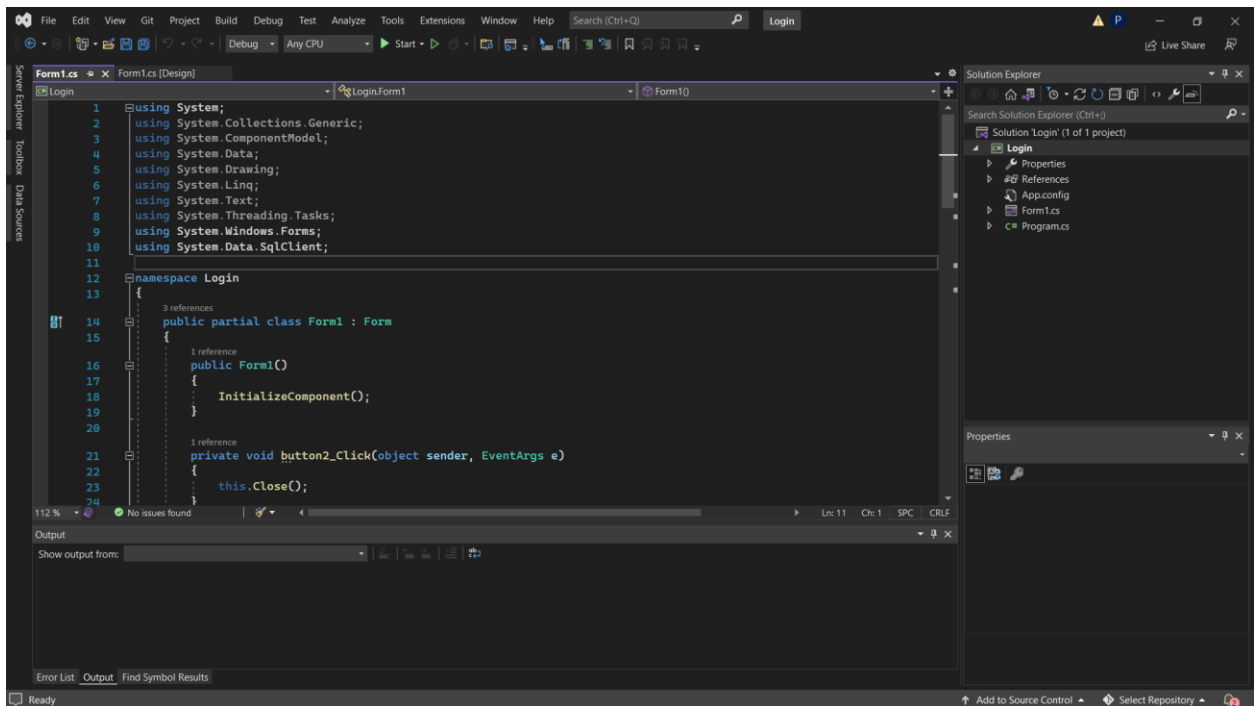 File Edit View Git Project Build Debug Test Analyze Tools Extensions Window Help Search (Ctrl+Q) Login P
Debug Any CPU Start Live Share
Server Explorer
Toolbox
Data Sources
Form1.cs Form1.cs [Design]
Login Login.Form1 Form1()
1 using System;
2 using System.Collections.Generic;
3 using System.ComponentModel;
4 using System.Data;
5 using System.Drawing;
6 using System.Linq;
7 using System.Text;
8 using System.Threading.Tasks;
9 using System.Windows.Forms;
10 using System.Data.SqlClient;
11
12 namespace Login
13 {
3 references
14 public partial class Form1 : Form
15 {
1 reference
16 public Form1()
17 {
18 InitializeComponent();
19 }
20
1 reference
21 private void button2_Click(object sender, EventArgs e)
22 {
23 this.Close();
24 }
112 % No issues found Ln: 11 Ch: 1 SPC CRLF
Output
Show output from:
Error List Output Find Symbol Results
Solution Explorer
Search Solution Explorer (Ctrl+;)
Solution 'Login' (1 of 1 project)
Login
Properties
References
App.config
Form1.cs
C# Program.cs
Properties
Ready Add to Source Control Select Repository 2